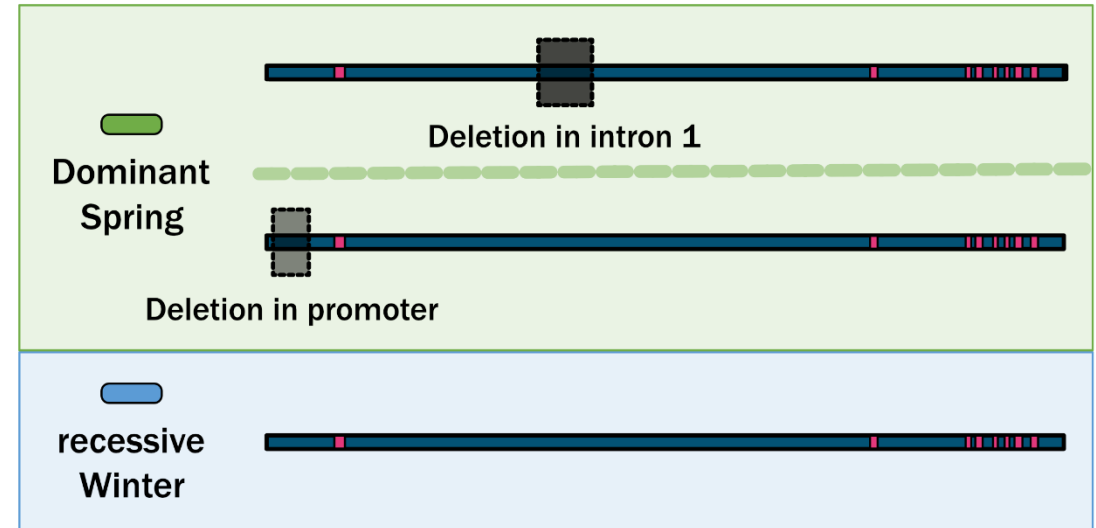 Deletion in intron 1
Dominant
Spring
Deletion in promoter
recessive
Winter